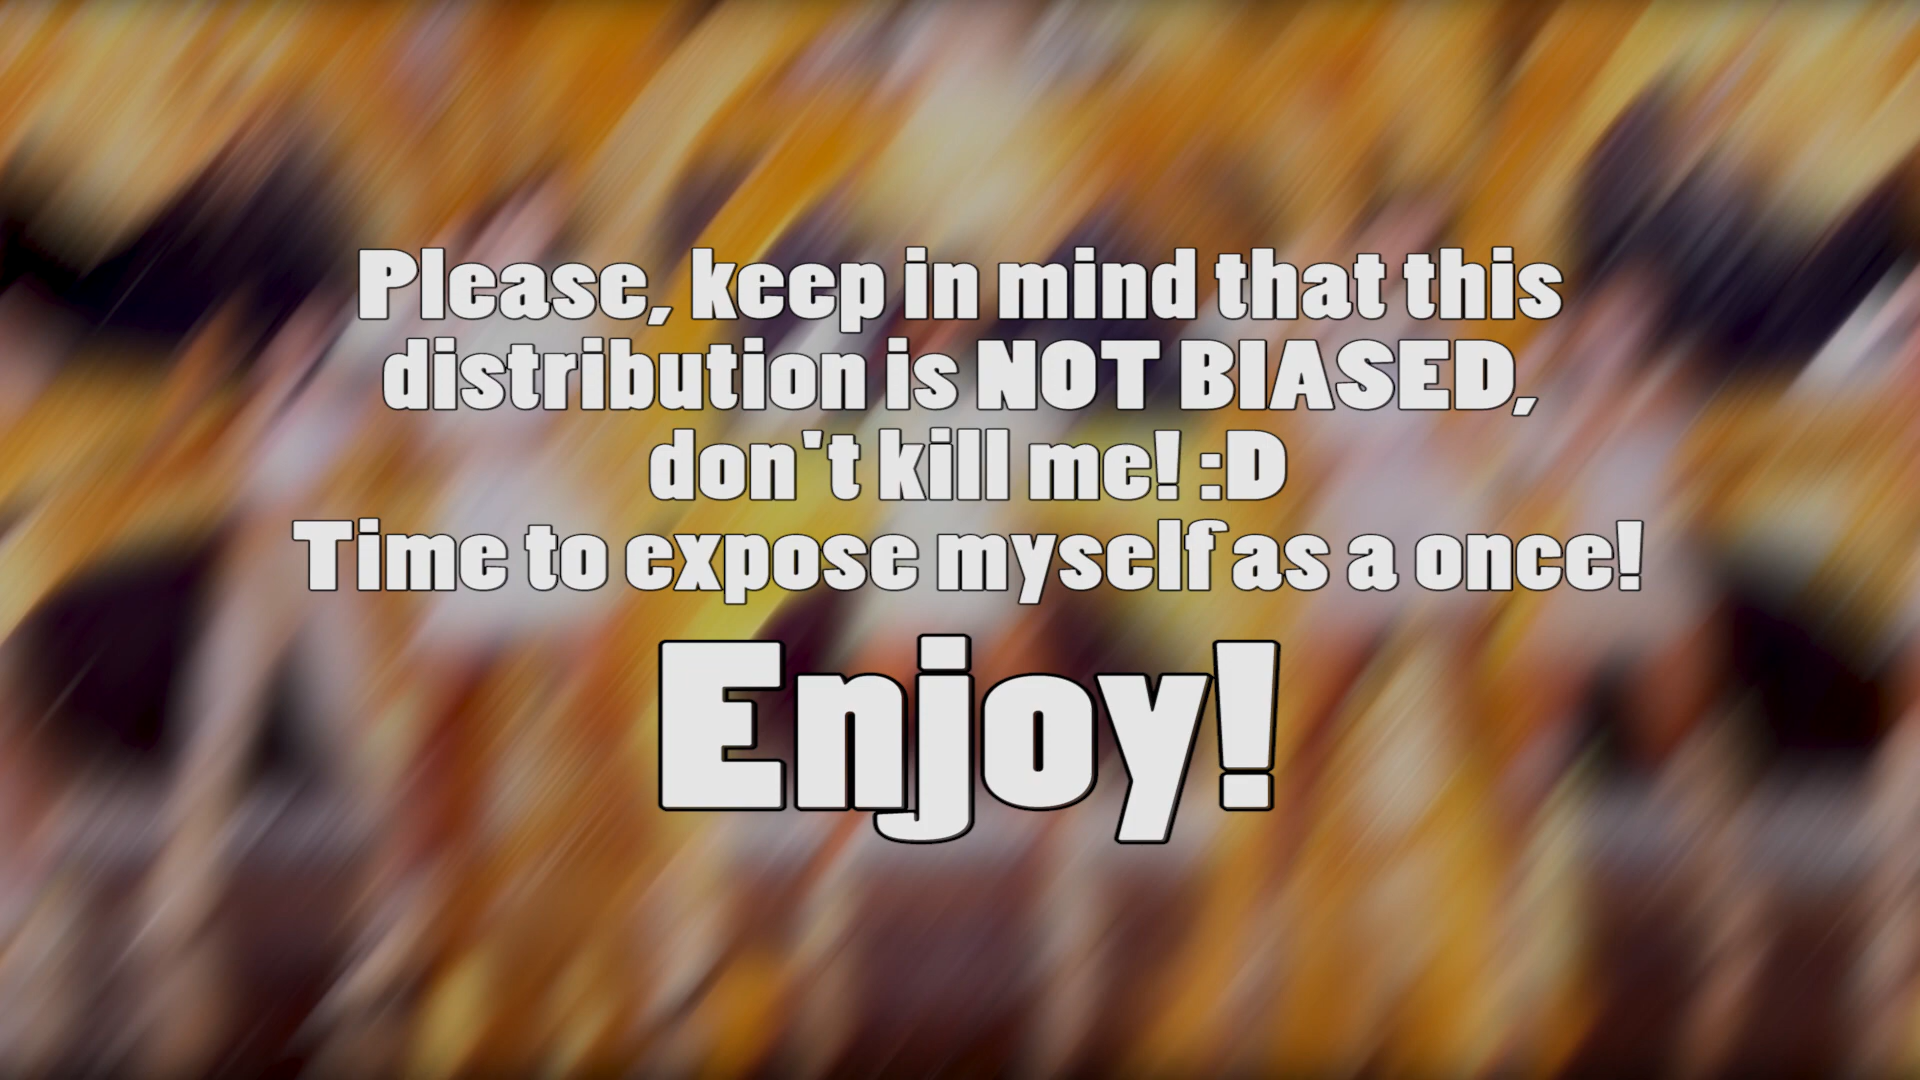 Please, keep in mind that this
distribution is NOT BIASED,
don't kill me! :D
Time to expose myself as a once!
Enjoy!